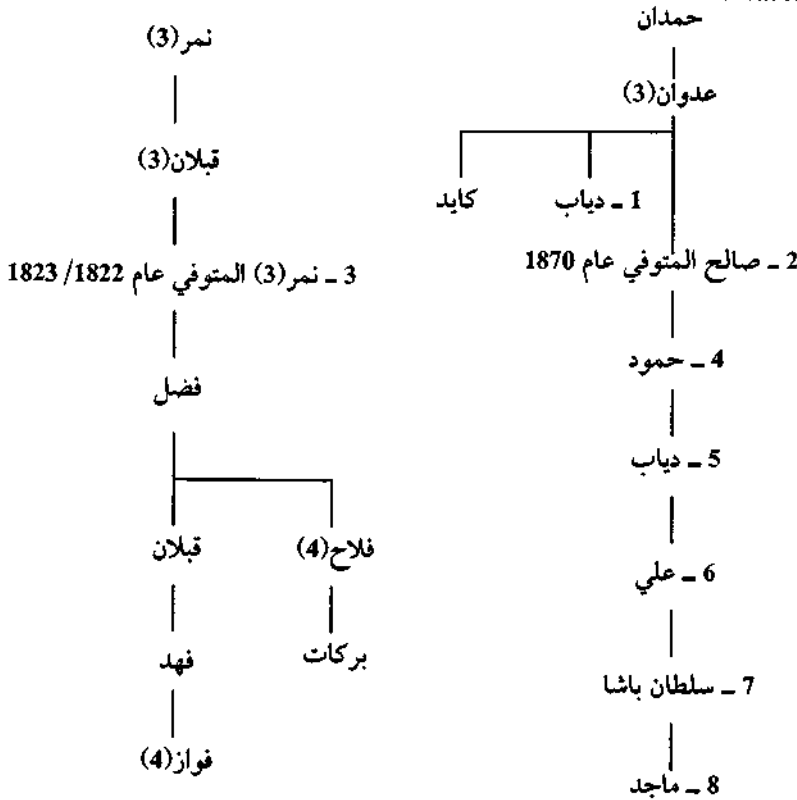 حمدان
عدوان(3)
1 ـ دياب
كايد
2 ـ صالح المتوفي عام 1870
4 ـ حمود
5 ـ دياب
6 ـ علي
7 ـ سلطان باشا
8 ـ ماجد
نمر(3)
قبلان(3)
3 ـ نمر(3) المتوفي عام 1822/ 1823
فضل
فلاح(4)
قبلان
بركات
فهد
فواز(4)